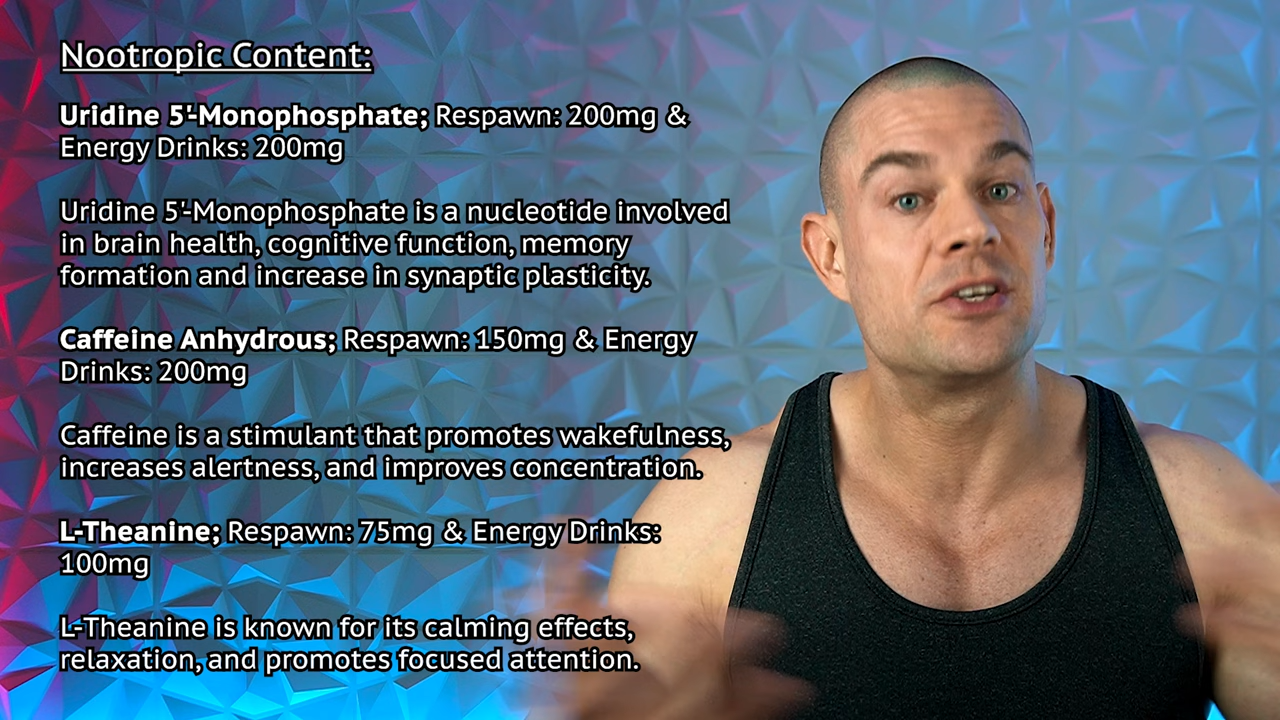 Nootropic Content:
Uridine 5'-Monophosphate; Respawn: 200mg &
Energy Drinks: 200mg
Uridine 5'-Monophosphate is a nucleotide involved
in brain health, cognitive function, memory
formation and increase in synaptic plasticity.
Caffeine Anhydrous; Respawn: 150mg & Energy
Drinks: 200mg
Caffeine is a stimulant that promotes wakefulness,
increases alertness, and improves concentration.
L-Theanine; Respawn: 75mg & Energy Drinks:
100mg
L-Theanine is known for its calming effects,
relaxation, and promotes focused attention.